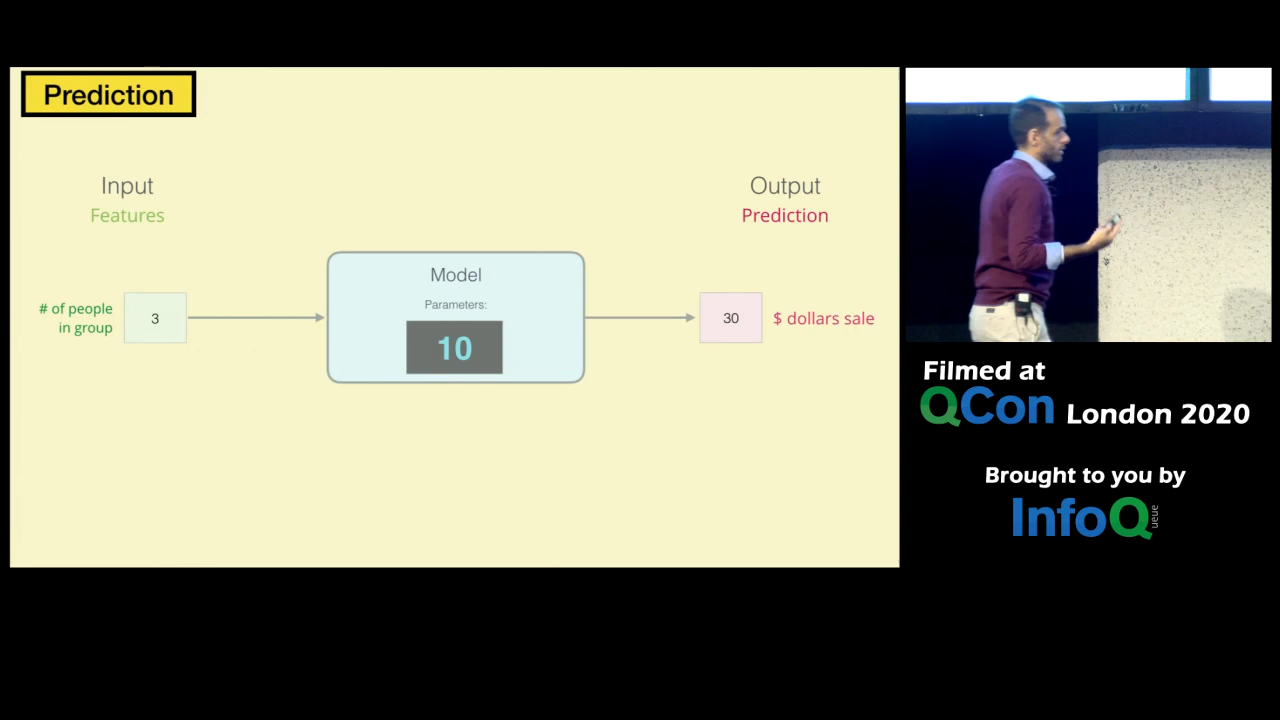 Prediction
Input
Features
Output
Prediction
# of people
in group
3
Model
Parameters:
10
30
$ dollars sale
Filmed at
QCon London 2020
Brought to you by
InfoQ
ueue